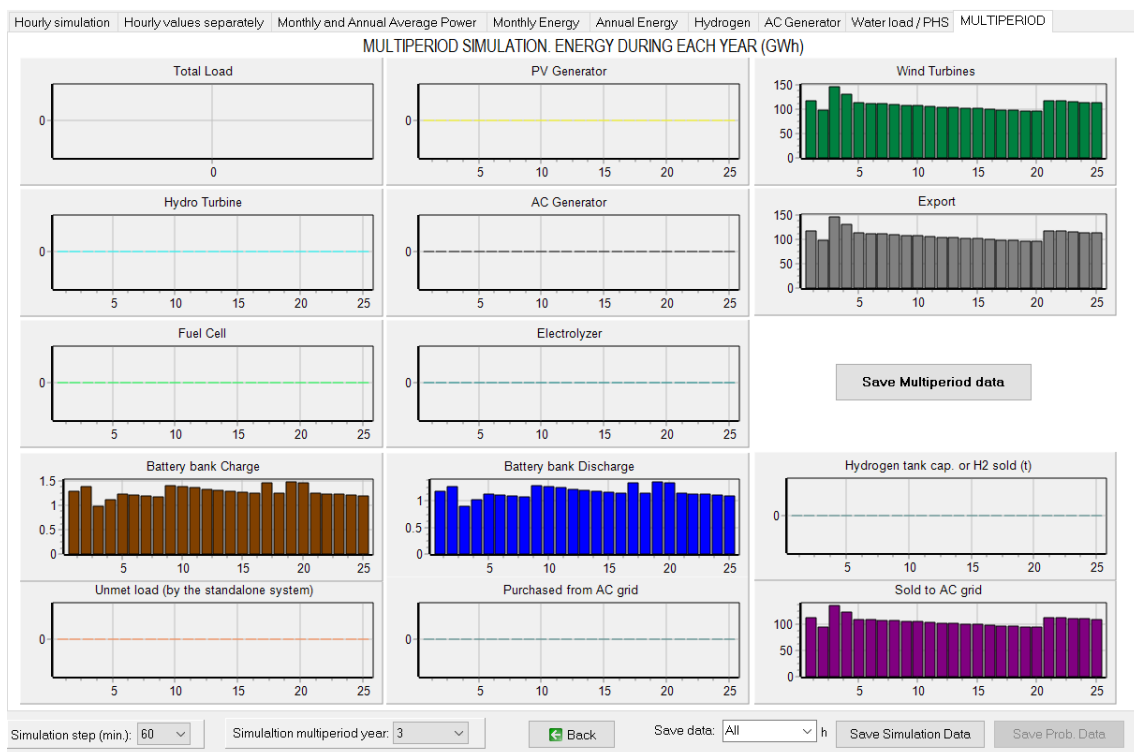 Hourly simulation Hourly values separately Monthly and Annual Average Power Monthly Energy Annual Energy Hydrogen AC Generator Water load / PHS MULTIPERIOD
MULTIPERIOD SIMULATION. ENERGY DURING EACH YEAR (GWh)
Total Load
0
0
PV Generator
0
5 10 15 20 25
Wind Turbines
150
100
50
0
5 10 15 20 25
Hydro Turbine
0
5 10 15 20 25
AC Generator
0
5 10 15 20 25
Export
150
100
50
0
5 10 15 20 25
Fuel Cell
0
5 10 15 20 25
Electrolyzer
0
5 10 15 20 25
Save Multiperiod data
Battery bank Charge
1.5
1
0.5
0
5 10 15 20 25
Battery bank Discharge
1
0.5
0
5 10 15 20 25
Hydrogen tank cap. or H2 sold (t)
0
5 10 15 20 25
Unmet load (by the standalone system)
0
5 10 15 20 25
Purchased from AC grid
0
5 10 15 20 25
Sold to AC grid
100
50
0
5 10 15 20 25
Simulation step (min.): 60 Simulaltion multiperiod year: 3 Back Save data: All h Save Simulation Data Save Prob. Data